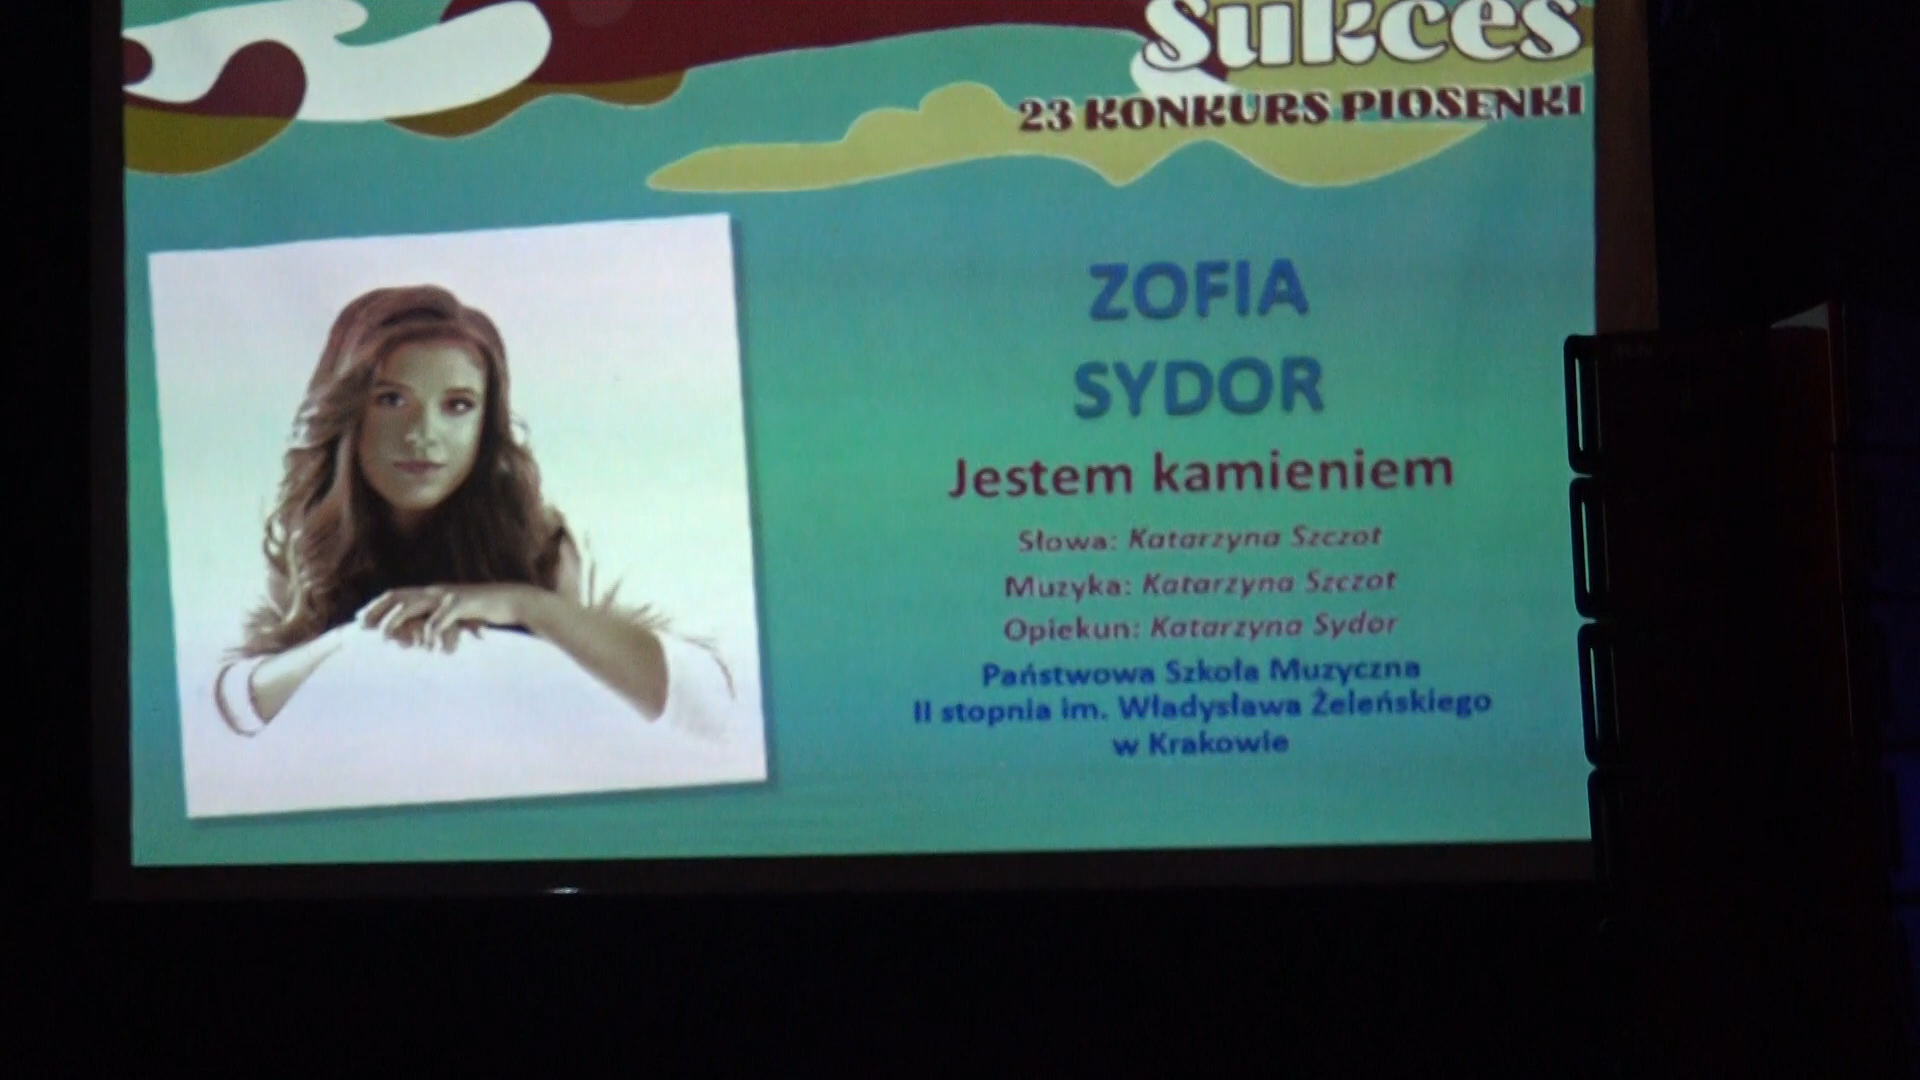 Sukces
23 KONKURS PIOSENKI
ZOFIA
SYDOR
Jestem kamieniem
Słowa: Katarzyna Szczot
Muzyka: Katarzyna Szczot
Opiekun: Katarzyna Sydor
Państwowa Szkoła Muzyczna
II stopnia im. Władysława Żeleńskiego
w Krakowie